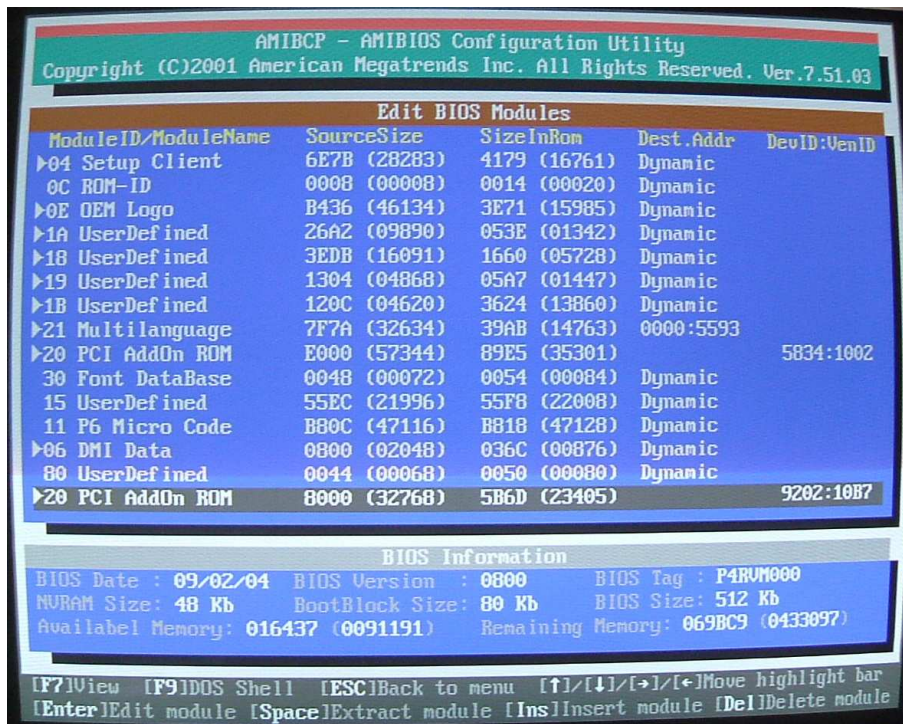 AMIBCP - AMIBIOS Configuration Utility
Copyright (C)2001 American Megatrends Inc. All Rights Reserved. Ver.7.51.03
Edit BIOS Modules
ModuleID/ModuleName SourceSize SizeInRom Dest.Addr DevID:VenID
►04 Setup Client 6E7B (28283) 4179 (16761) Dynamic
0C ROM-ID 0008 (00008) 0014 (00020) Dynamic
►0E OEM Logo B436 (46134) 3E71 (15985) Dynamic
►1A UserDefined 26A2 (09890) 053E (01342) Dynamic
►18 UserDefined 3EDB (16091) 1660 (05728) Dynamic
►19 UserDefined 1304 (04868) 05A7 (01447) Dynamic
►1B UserDefined 120C (04620) 3624 (13860) Dynamic
►21 Multilanguage 7F7A (32634) 39AB (14763) 0000:5593
►20 PCI AddOn ROM E000 (57344) 89E5 (35301) 5834:1002
30 Font DataBase 0048 (00072) 0054 (00084) Dynamic
15 UserDefined 55EC (21996) 55F8 (22008) Dynamic
11 P6 Micro Code B80C (47116) B818 (47128) Dynamic
►06 DMI Data 0800 (02048) 036C (00876) Dynamic
80 UserDefined 0044 (00068) 0050 (00080) Dynamic
►20 PCI AddOn ROM 8000 (32768) 5B6D (23405) 9202:10B7
BIOS Information
BIOS Date : 09/02/04 BIOS Version : 0800 BIOS Tag : P4RVM000
NVRAM Size: 48 Kb BootBlock Size: 80 Kb BIOS Size: 512 Kb
Availabel Memory: 016437 (0091191) Remaining Memory: 069BC9 (0433097)
[F7]View [F9]DOS Shell [ESC]Back to menu [↑]/[↓]/[→]/[←]Move highlight bar
[Enter]Edit module [Space]Extract module [Ins]Insert module [Del]Delete module